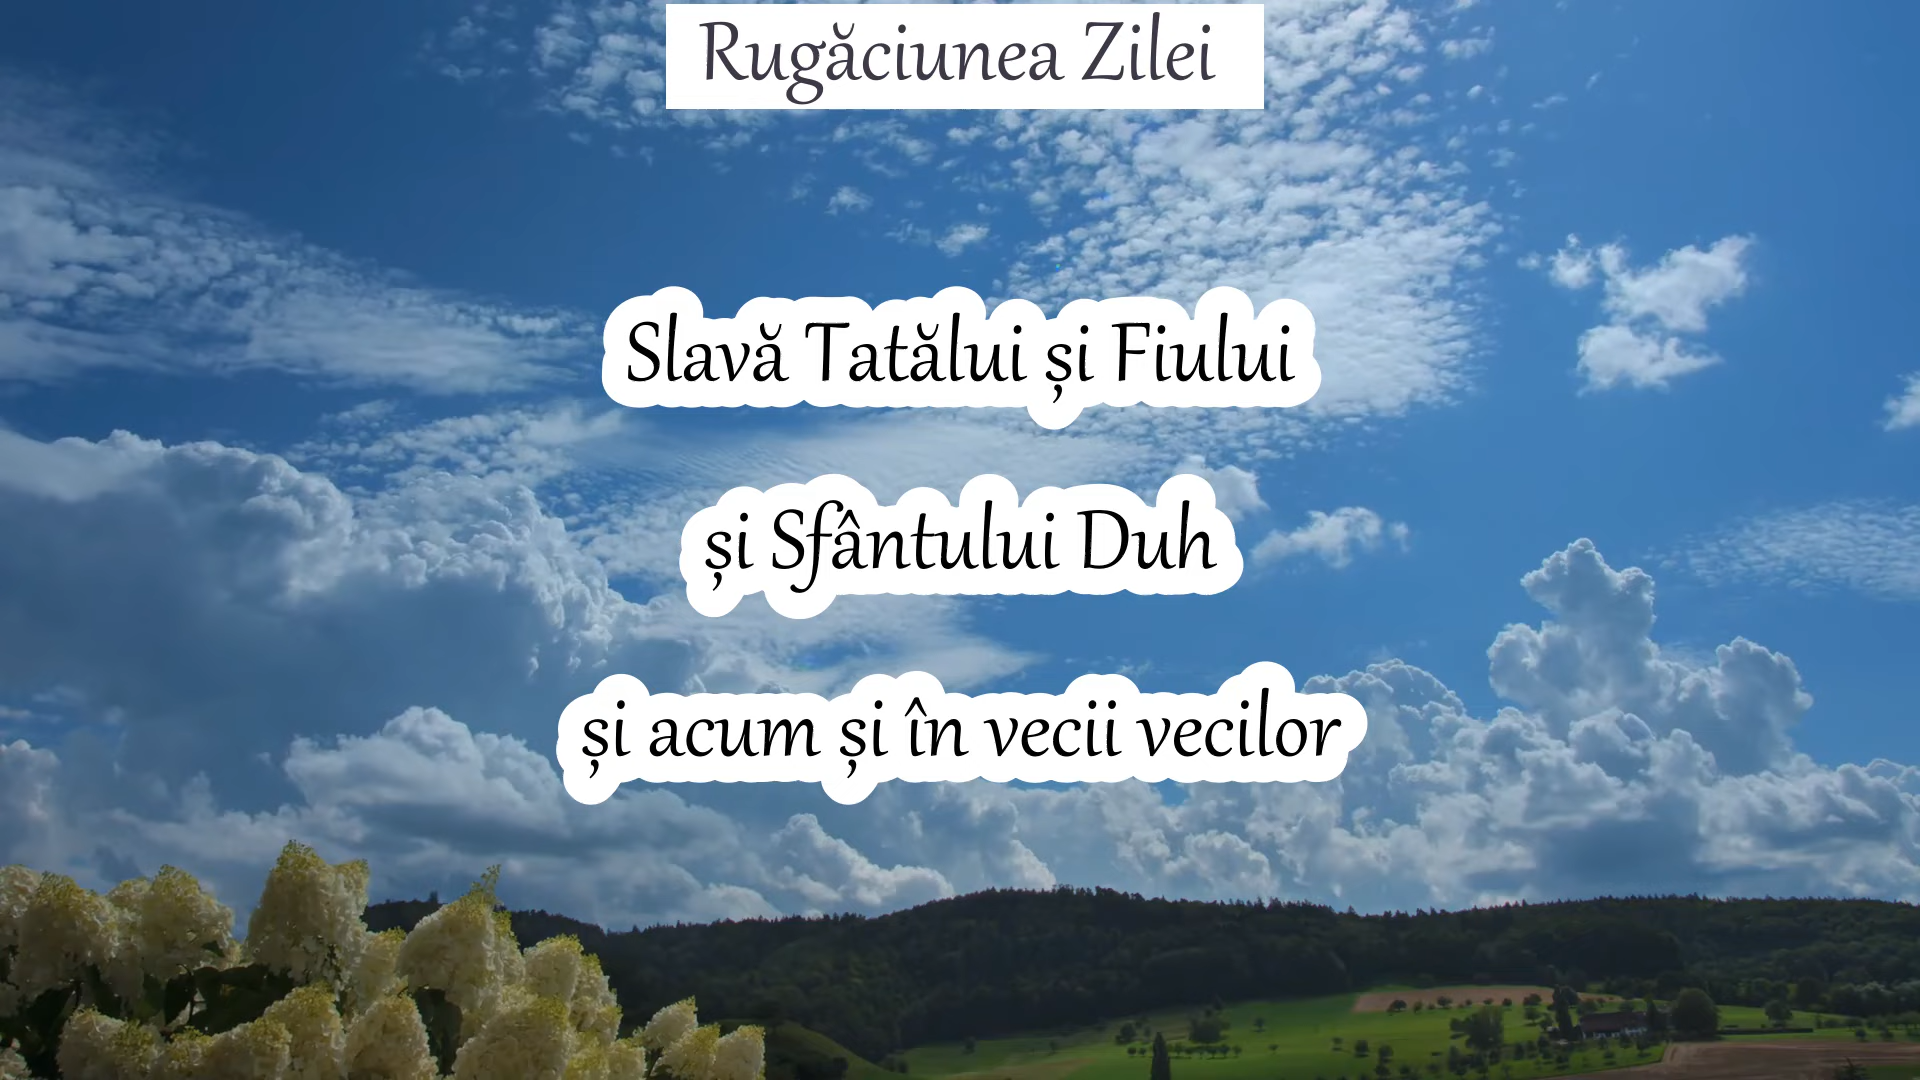 Rugăciunea Zilei
Slavă Tatălui și Fiului
și Sfântului Duh
și acum și în vecii vecilor